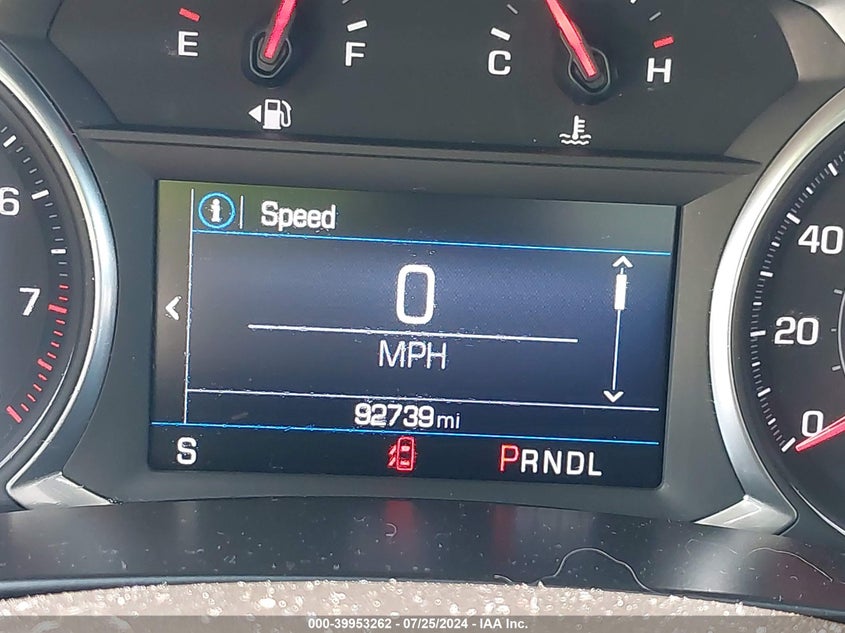 E F C H
6
7
Speed
0
MPH
92739 mi
S PRNDL
40
20
0
000-39953262 - 07/25/2024 - IAA Inc.